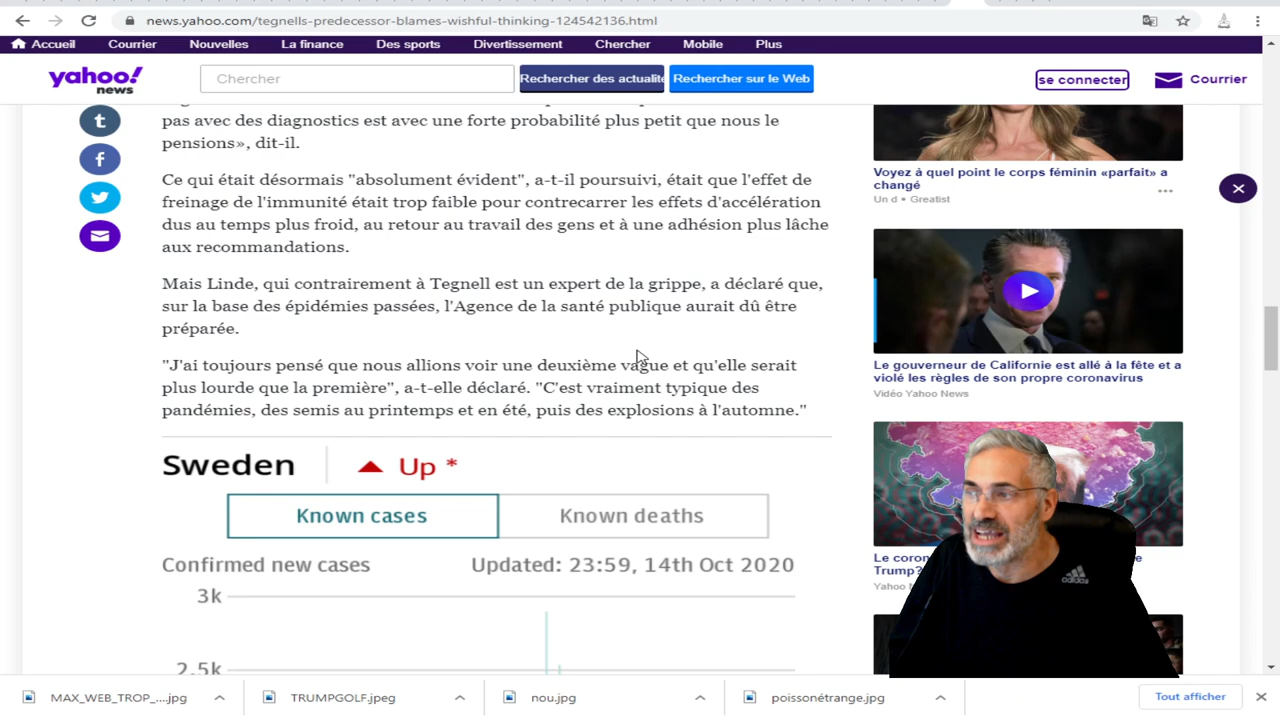 news.yahoo.com/tegnells-predecessor-blames-wishful-thinking-124542136.html
Accueil Courrier Nouvelles La finance Des sports Divertissement Chercher Mobile Plus
yahoo!
news
Chercher
Rechercher des actualité
Rechercher sur le Web
se connecter
Courrier
pas avec des diagnostics est avec une forte probabilité plus petit que nous le
pensions», dit-il.
Ce qui était désormais "absolument évident", a-t-il poursuivi, était que l'effet de
freinage de l'immunité était trop faible pour contrecarrer les effets d'accélération
dus au temps plus froid, au retour au travail des gens et à une adhésion plus lâche
aux recommandations.
Mais Linde, qui contrairement à Tegnell est un expert de la grippe, a déclaré que,
sur la base des épidémies passées, l'Agence de la santé publique aurait dû être
préparée.
"J'ai toujours pensé que nous allions voir une deuxième vague et qu'elle serait
plus lourde que la première", a-t-elle déclaré. "C'est vraiment typique des
pandémies, des semis au printemps et en été, puis des explosions à l'automne."
Sweden
Up *
Known cases
Known deaths
Confirmed new cases
Updated: 23:59, 14th Oct 2020
3k
2.5k
Voyez à quel point le corps féminin «parfait» a
changé
Un d • Greatist
Le gouverneur de Californie est allé à la fête et a
violé les règles de son propre coronavirus
Vidéo Yahoo News
Le
Trump?
Yahoo
adidas
MAX_WEB_TROP_....jpg
TRUMPGOLF.jpeg
nou.jpg
poissonétrange.jpg
Tout afficher